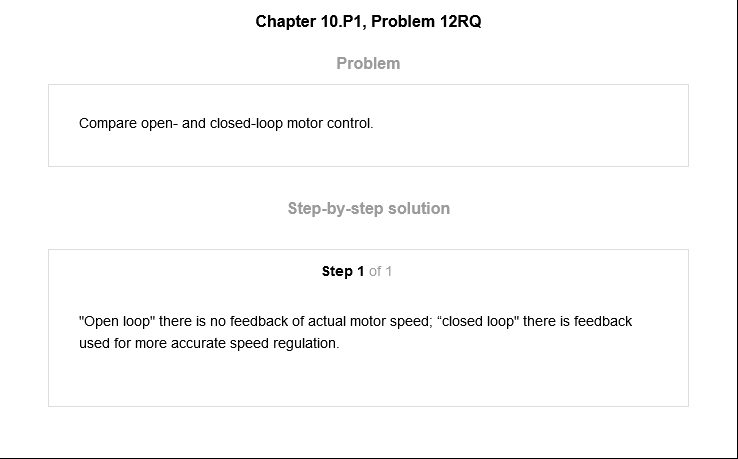 Chapter 10.P1, Problem 12RQ
Problem
Compare open- and closed-loop motor control.
Step-by-step solution
Step 1 of 1
"Open loop" there is no feedback of actual motor speed; “closed loop" there is feedback
used for more accurate speed regulation.